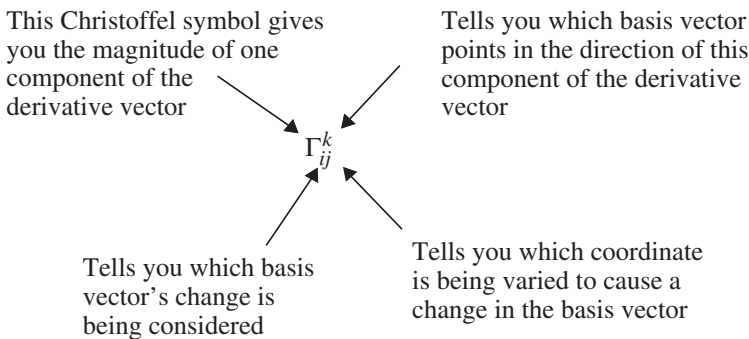 This Christoffel symbol gives
you the magnitude of one
component of the
derivative vector
Tells you which basis vector
points in the direction of this
component of the derivative
vector
Γ^k_{ij}
Tells you which basis
vector’s change is
being considered
Tells you which coordinate
is being varied to cause a
change in the basis vector